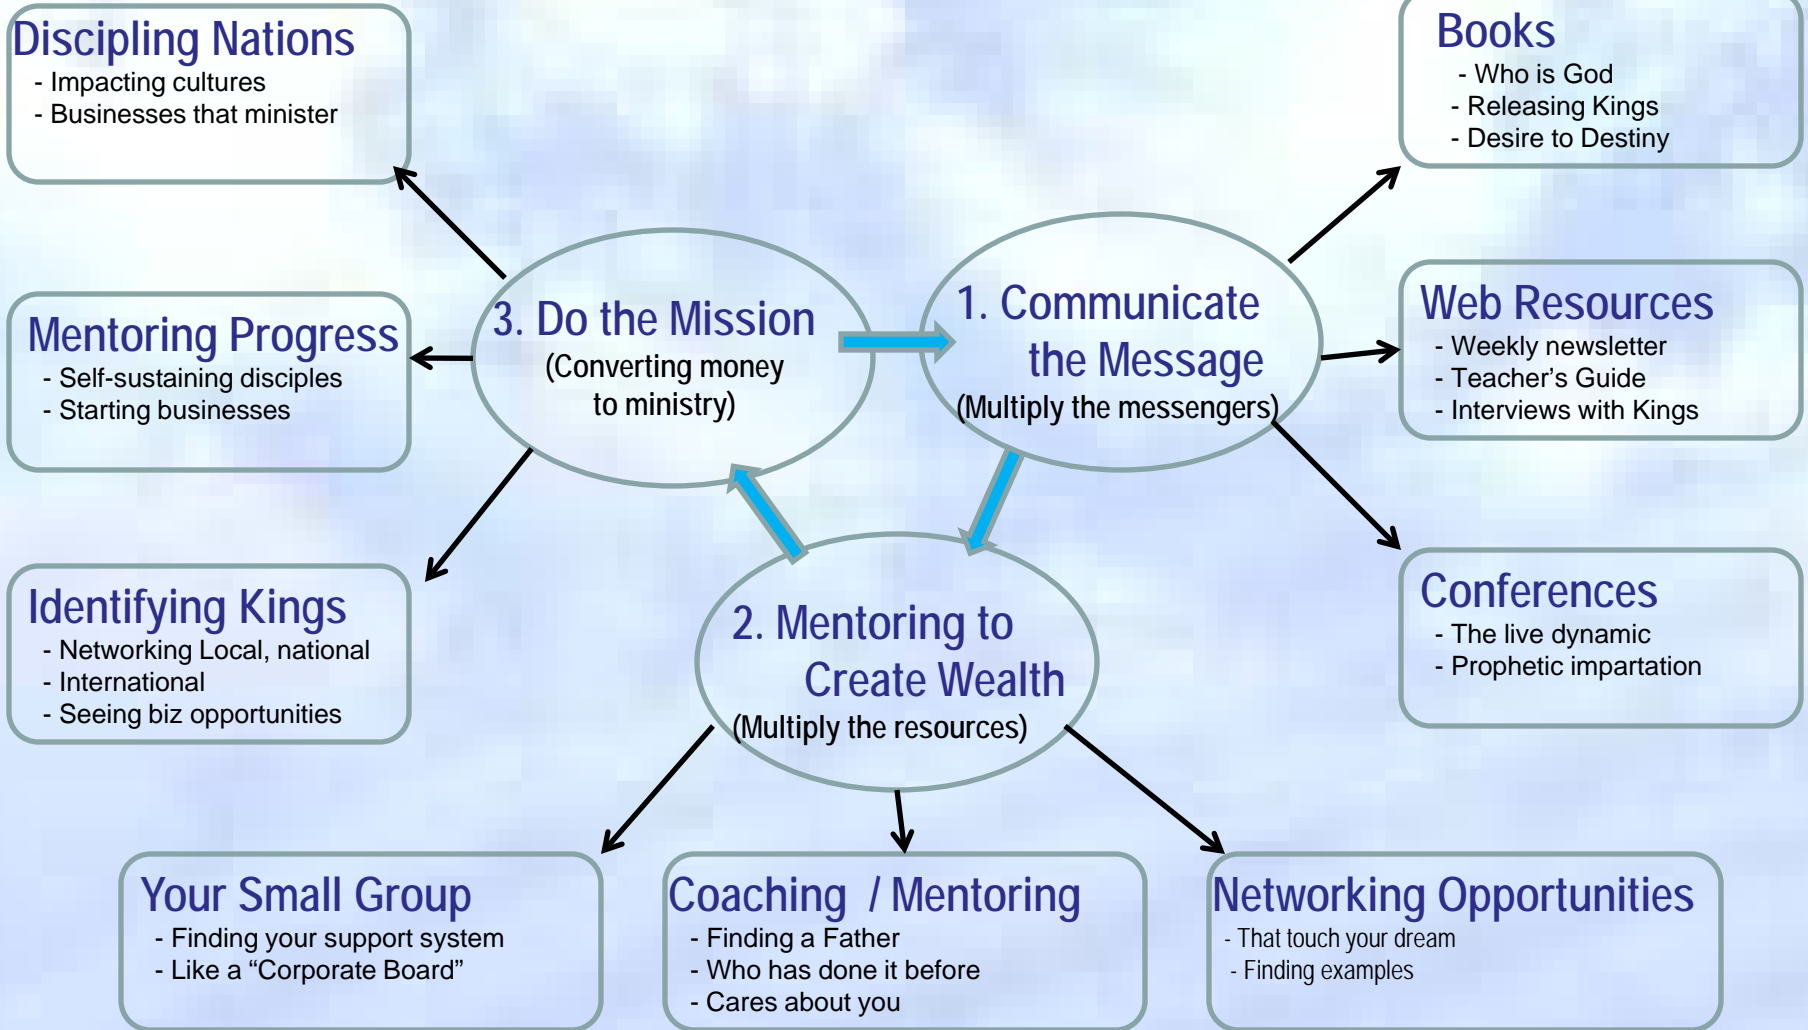 Discipling Nations
- Impacting cultures
- Businesses that minister
Books
- Who is God
- Releasing Kings
- Desire to Destiny
3. Do the Mission
(Converting money
to ministry)
1. Communicate
the Message
(Multiply the messengers)
Mentoring Progress
- Self-sustaining disciples
- Starting businesses
Web Resources
- Weekly newsletter
- Teacher’s Guide
- Interviews with Kings
Identifying Kings
- Networking Local, national
- International
- Seeing biz opportunities
2. Mentoring to
Create Wealth
(Multiply the resources)
Conferences
- The live dynamic
- Prophetic impartation
Your Small Group
- Finding your support system
- Like a “Corporate Board”
Coaching / Mentoring
- Finding a Father
- Who has done it before
- Cares about you
Networking Opportunities
- That touch your dream
- Finding examples